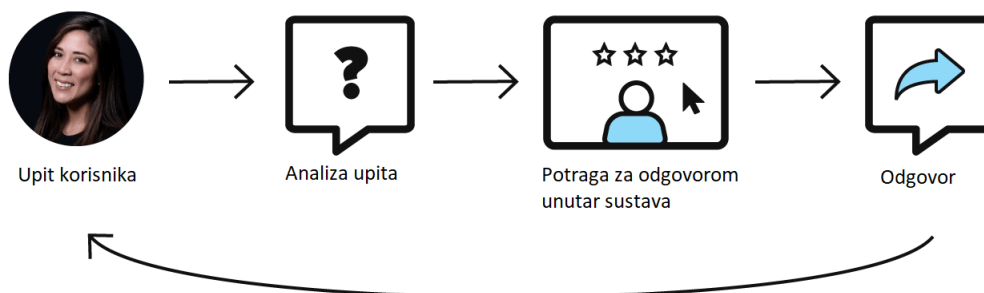 Upit korisnika
Analiza upita
Potraga za odgovorom
unutar sustava
Odgovor